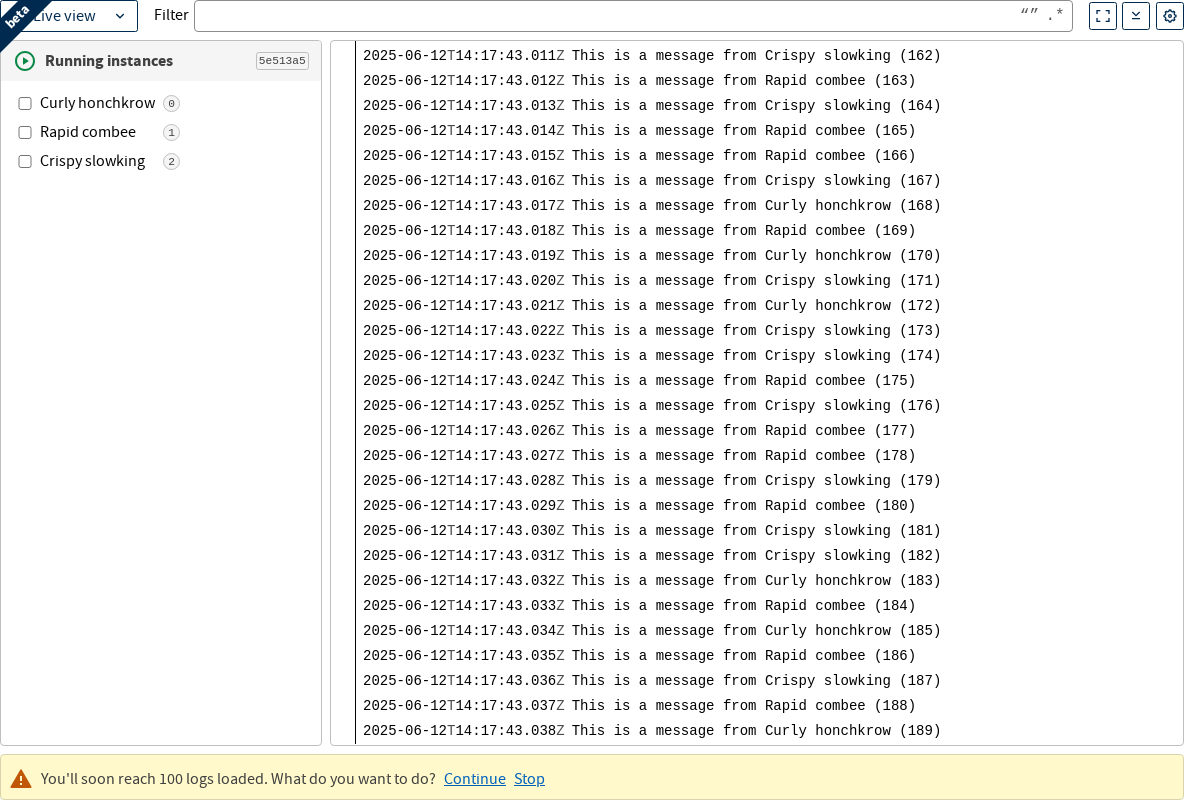 beta
Live view
Filter
“” .*
Running instances 5e513a5
Curly honchkrow 0
Rapid combee 1
Crispy slowking 2
2025-06-12T14:17:43.011Z This is a message from Crispy slowking (162)
2025-06-12T14:17:43.012Z This is a message from Rapid combee (163)
2025-06-12T14:17:43.013Z This is a message from Crispy slowking (164)
2025-06-12T14:17:43.014Z This is a message from Rapid combee (165)
2025-06-12T14:17:43.015Z This is a message from Rapid combee (166)
2025-06-12T14:17:43.016Z This is a message from Crispy slowking (167)
2025-06-12T14:17:43.017Z This is a message from Curly honchkrow (168)
2025-06-12T14:17:43.018Z This is a message from Rapid combee (169)
2025-06-12T14:17:43.019Z This is a message from Curly honchkrow (170)
2025-06-12T14:17:43.020Z This is a message from Crispy slowking (171)
2025-06-12T14:17:43.021Z This is a message from Curly honchkrow (172)
2025-06-12T14:17:43.022Z This is a message from Crispy slowking (173)
2025-06-12T14:17:43.023Z This is a message from Crispy slowking (174)
2025-06-12T14:17:43.024Z This is a message from Rapid combee (175)
2025-06-12T14:17:43.025Z This is a message from Crispy slowking (176)
2025-06-12T14:17:43.026Z This is a message from Rapid combee (177)
2025-06-12T14:17:43.027Z This is a message from Rapid combee (178)
2025-06-12T14:17:43.028Z This is a message from Crispy slowking (179)
2025-06-12T14:17:43.029Z This is a message from Rapid combee (180)
2025-06-12T14:17:43.030Z This is a message from Crispy slowking (181)
2025-06-12T14:17:43.031Z This is a message from Crispy slowking (182)
2025-06-12T14:17:43.032Z This is a message from Curly honchkrow (183)
2025-06-12T14:17:43.033Z This is a message from Rapid combee (184)
2025-06-12T14:17:43.034Z This is a message from Curly honchkrow (185)
2025-06-12T14:17:43.035Z This is a message from Rapid combee (186)
2025-06-12T14:17:43.036Z This is a message from Crispy slowking (187)
2025-06-12T14:17:43.037Z This is a message from Rapid combee (188)
2025-06-12T14:17:43.038Z This is a message from Curly honchkrow (189)
You'll soon reach 100 logs loaded. What do you want to do? Continue Stop